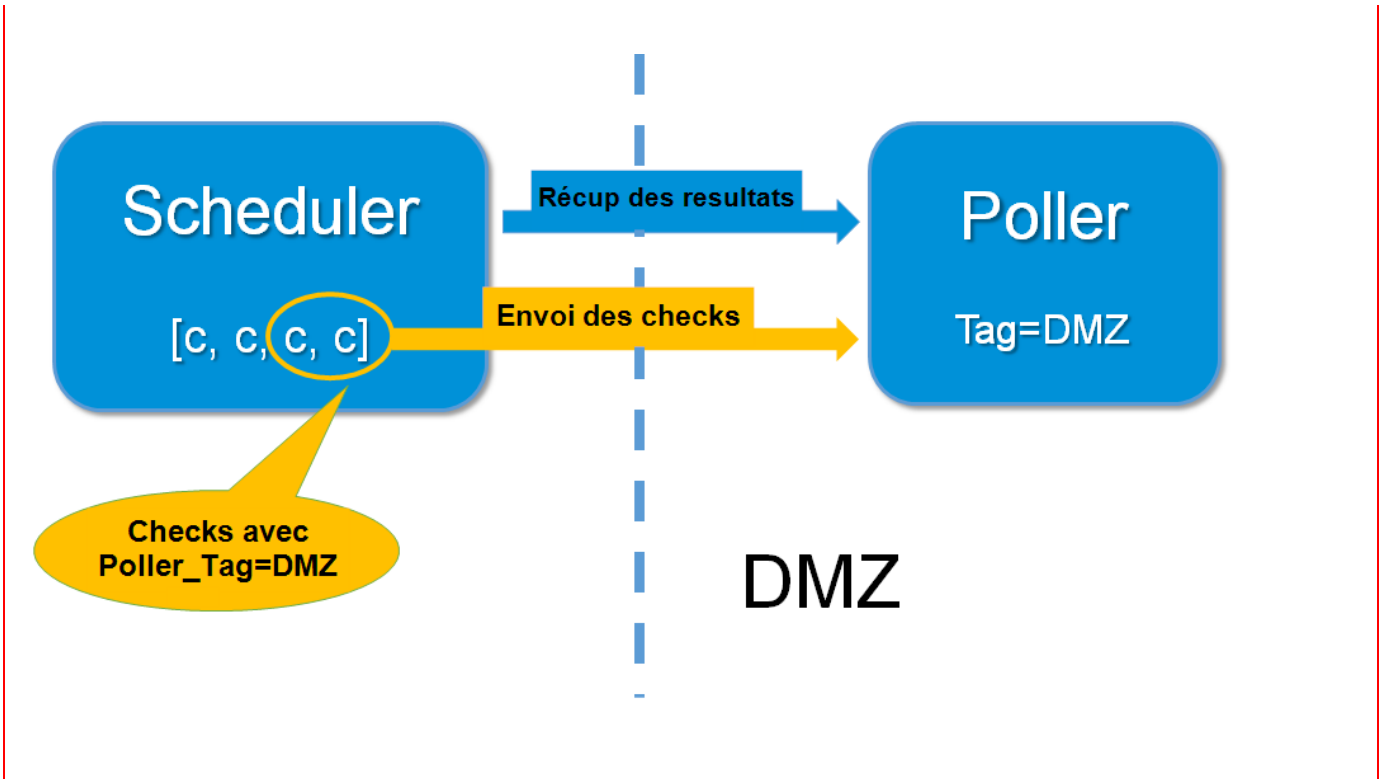 Scheduler
[c, c, c, c]
Récup des resultats
Envoi des checks
Poller
Tag=DMZ
Checks avec
Poller_Tag=DMZ
DMZ